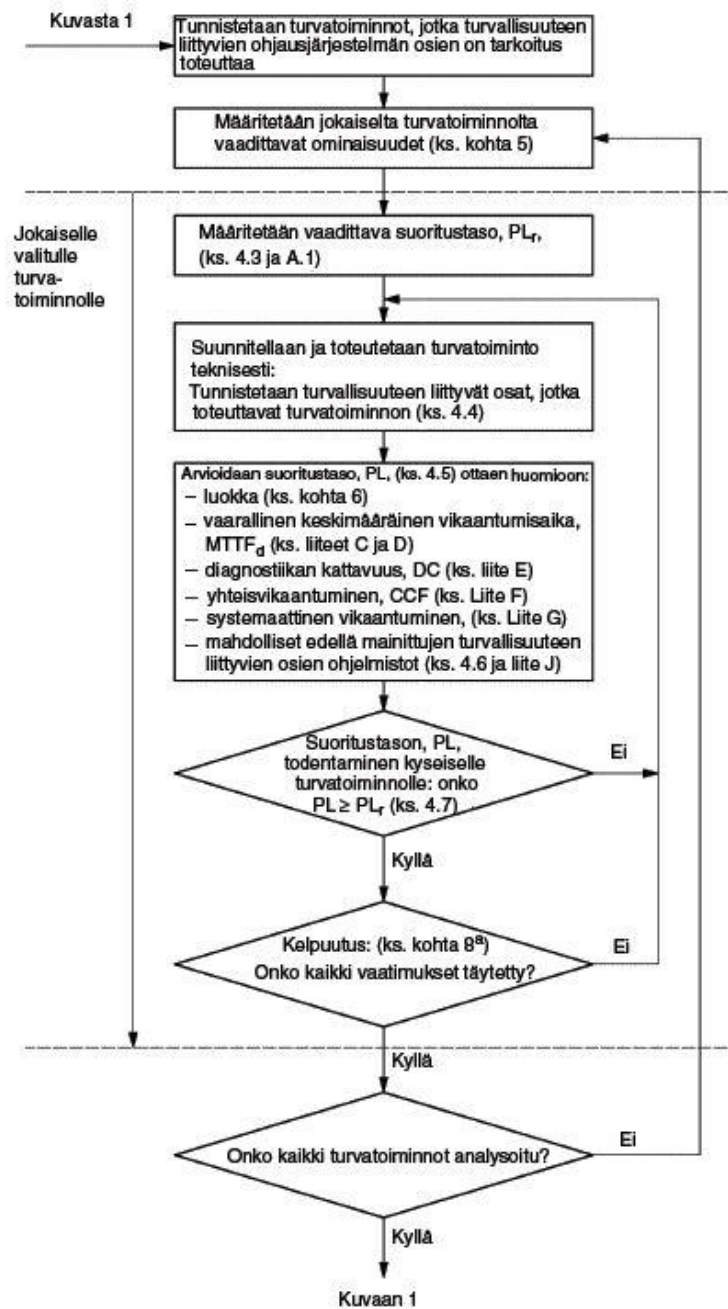 Kuvasta 1
Tunnistetaan turvatoiminnot, jotka turvallisuuteen
liittyvien ohjausjärjestelmän osien on tarkoitus
toteuttaa
Määritetään jokaiselta turvatoiminnolta
vaadittavat ominaisuudet (ks. kohta 5)
Jokaiselle
valitulle
turva-
toiminnolle
Määritetään vaadittava suoritustaso, PLr,
(ks. 4.3 ja A.1)
Suunnitellaan ja toteutetaan turvatoiminto
teknisesti:
Tunnistetaan turvallisuuteen liittyvät osat, jotka
toteuttavat turvatoiminnon (ks. 4.4)
Arvioidaan suoritustaso, PL, (ks. 4.5) ottaen huomioon:
– luokka (ks. kohta 6)
– vaarallinen keskimääräinen vikaantumisaika,
MTTFd (ks. liiteet C ja D)
– diagnostiikan kattavuus, DC (ks. liite E)
– yhteisvikaantuminen, CCF (ks. Liite F)
– systemaattinen vikaantuminen, (ks. Liite G)
– mahdolliset edellä mainittujen turvallisuuteen
liittyvien osien ohjelmistot (ks. 4.6 ja liite J)
Suoritustason, PL,
todentaminen kyseiselle
turvatoiminnolle: onko
PL ≥ PLr (ks. 4.7)
Ei
Kyllä
Kelpuutus: (ks. kohta 8a)
Onko kaikki vaatimukset täytetty?
Ei
Kyllä
Onko kaikki turvatoiminnot analysoitu?
Ei
Kyllä
Kuvaan 1